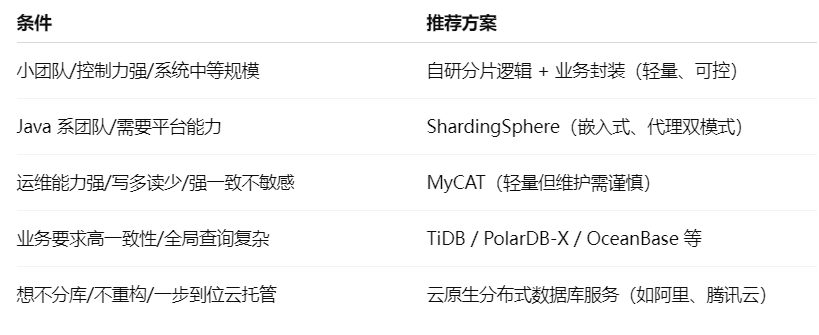 条件 推荐方案
小团队/控制力强/系统中等规模 自研分片逻辑 + 业务封装（轻量、可控）
Java 系团队/需要平台能力 ShardingSphere（嵌入式、代理双模式）
运维能力强/写多读少/强一致不敏感 MyCAT（轻量但维护需谨慎）
业务要求高一致性/全局查询复杂 TiDB / PolarDB-X / OceanBase 等
想不分库/不重构/一步到位云托管 云原生分布式数据库服务（如阿里、腾讯云）